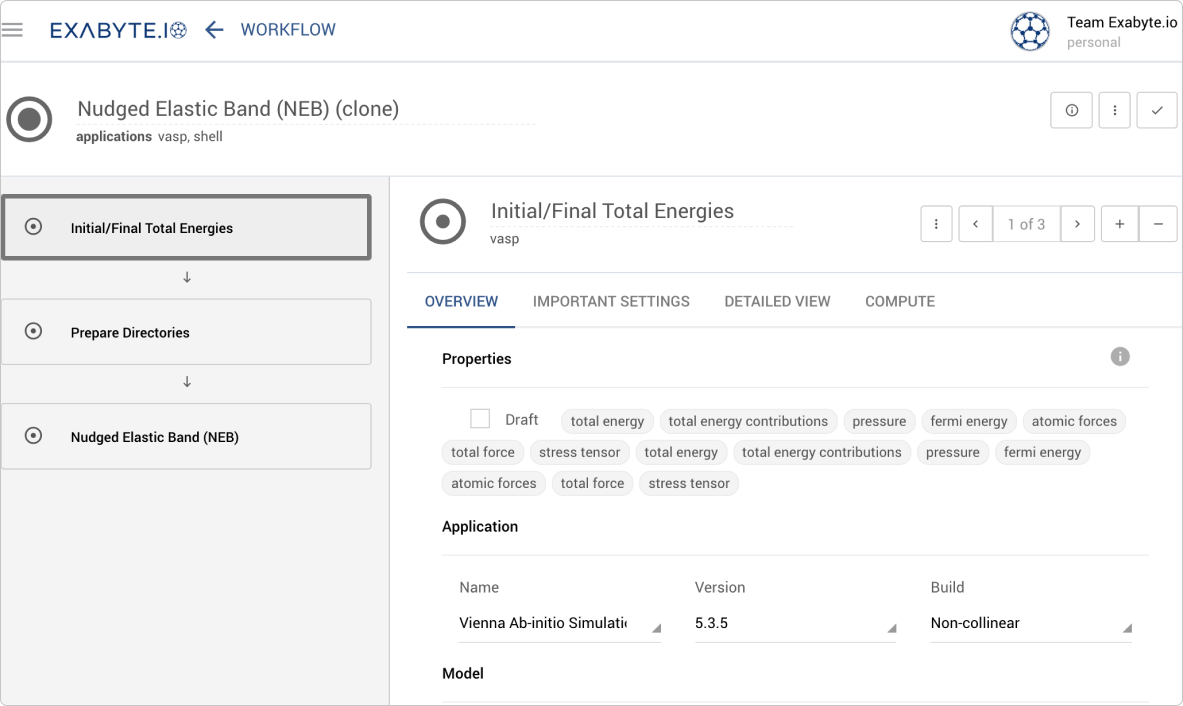 EXABYTE.IO WORKFLOW
Team Exabyte.io
personal
Nudged Elastic Band (NEB) (clone)
applications vasp, shell
Initial/Final Total Energies
Prepare Directories
Nudged Elastic Band (NEB)
Initial/Final Total Energies
vasp
1 of 3
OVERVIEW IMPORTANT SETTINGS DETAILED VIEW COMPUTE
Properties
Draft total energy total energy contributions pressure fermi energy atomic forces
total force stress tensor total energy total energy contributions pressure fermi energy
atomic forces total force stress tensor
Application
Name Version Build
Vienna Ab-initio Simulati 5.3.5 Non-collinear
Model